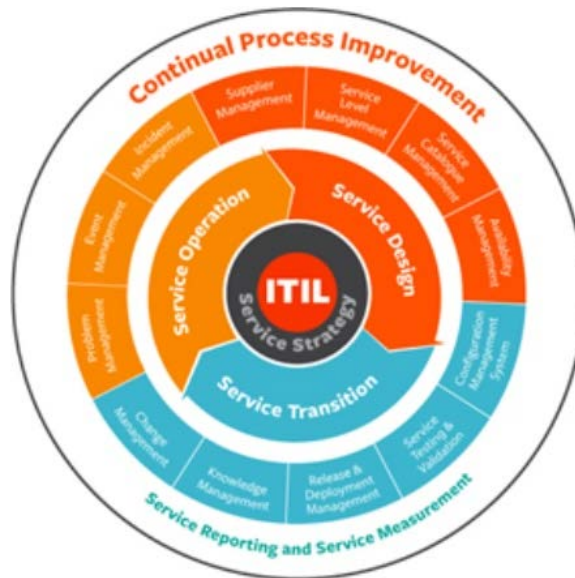 Continual Process Improvement
Supplier
Management
Service
Level
Management
Service
Catalogue
Management
Availability
Management
Configuration
Management
System
Service
Testing &
Validation
Release &
Deployment
Management
Knowledge
Management
Change
Management
Problem
Management
Event
Management
Incident
Management
Service Design
Service Transition
Service Operation
ITIL
Service Strategy
Service Reporting and Service Measurement